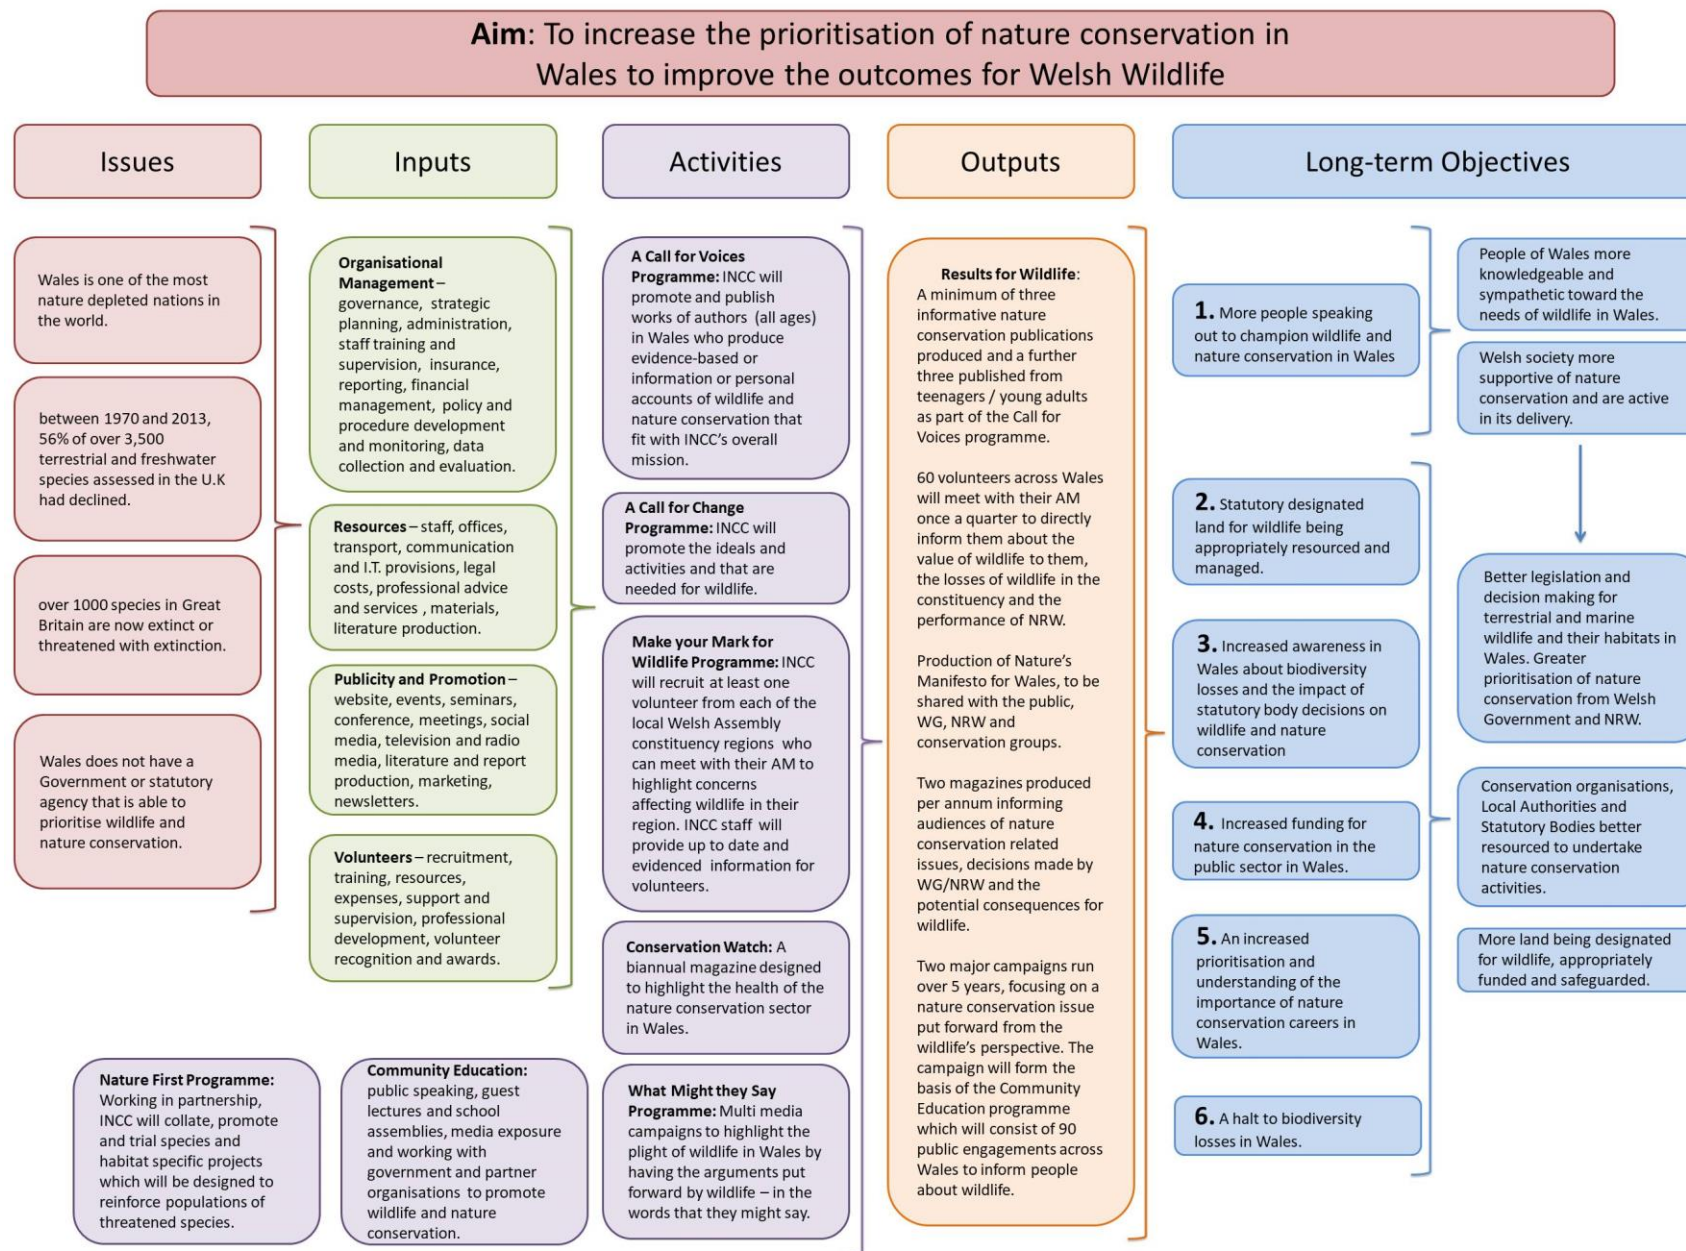 Aim: To increase the prioritisation of nature conservation in
Wales to improve the outcomes for Welsh Wildlife
Issues
Wales is one of the most
nature depleted nations in
the world.
between 1970 and 2013,
56% of over 3,500
terrestrial and freshwater
species assessed in the U.K
had declined.
over 1000 species in Great
Britain are now extinct or
threatened with extinction.
Wales does not have a
Government or statutory
agency that is able to
prioritise wildlife and
nature conservation.
Inputs
Organisational
Management –
governance, strategic
planning, administration,
staff training and
supervision, insurance,
reporting, financial
management, policy and
procedure development
and monitoring, data
collection and evaluation.
Resources – staff, offices,
transport, communication
and I.T. provisions, legal
costs, professional advice
and services , materials,
literature production.
Publicity and Promotion –
website, events, seminars,
conference, meetings, social
media, television and radio
media, literature and report
production, marketing,
newsletters.
Volunteers – recruitment,
training, resources,
expenses, support and
supervision, professional
development, volunteer
recognition and awards.
Activities
A Call for Voices
Programme: INCC will
promote and publish
works of authors (all ages)
in Wales who produce
evidence-based or
information or personal
accounts of wildlife and
nature conservation that
fit with INCC's overall
mission.
A Call for Change
Programme: INCC will
promote the ideals and
activities and that are
needed for wildlife.
Make your Mark for
Wildlife Programme: INCC
will recruit at least one
volunteer from each of the
local Welsh Assembly
constituency regions who
can meet with their AM to
highlight concerns
affecting wildlife in their
region. INCC staff will
provide up to date and
evidenced information for
volunteers.
Conservation Watch: A
biannual magazine designed
to highlight the health of the
nature conservation sector
in Wales.
Nature First Programme:
Working in partnership,
INCC will collate, promote
and trial species and
habitat specific projects
which will be designed to
reinforce populations of
threatened species.
Community Education:
public speaking, guest
lectures and school
assemblies, media exposure
and working with
government and partner
organisations to promote
wildlife and nature
conservation.
What Might they Say
Programme: Multi media
campaigns to highlight the
plight of wildlife in Wales by
having the arguments put
forward by wildlife – in the
words that they might say.
Outputs
Results for Wildlife:
A minimum of three
informative nature
conservation publications
produced and a further
three published from
teenagers / young adults
as part of the Call for
Voices programme.
60 volunteers across Wales
will meet with their AM
once a quarter to directly
inform them about the
value of wildlife to them,
the losses of wildlife in the
constituency and the
performance of NRW.
Production of Nature's
Manifesto for Wales, to be
shared with the public,
WG, NRW and
conservation groups.
Two magazines produced
per annum informing
audiences of nature
conservation related
issues, decisions made by
WG/NRW and the
potential consequences for
wildlife.
Two major campaigns run
over 5 years, focusing on a
nature conservation issue
put forward from the
wildlife's perspective. The
campaign will form the
basis of the Community
Education programme
which will consist of 90
public engagements across
Wales to inform people
about wildlife.
Long-term Objectives
1. More people speaking
out to champion wildlife and
nature conservation in Wales
2. Statutory designated
land for wildlife being
appropriately resourced and
managed.
3. Increased awareness in
Wales about biodiversity
losses and the impact of
statutory body decisions on
wildlife and nature
conservation
4. Increased funding for
nature conservation in the
public sector in Wales.
5. An increased
prioritisation and
understanding of the
importance of nature
conservation careers in
Wales.
6. A halt to biodiversity
losses in Wales.
People of Wales more
knowledgeable and
sympathetic toward the
needs of wildlife in Wales.
Welsh society more
supportive of nature
conservation and are active
in its delivery.
Better legislation and
decision making for
terrestrial and marine
wildlife and their habitats in
Wales. Greater
prioritisation of nature
conservation from Welsh
Government and NRW.
Conservation organisations,
Local Authorities and
Statutory Bodies better
resourced to undertake
nature conservation
activities.
More land being designated
for wildlife, appropriately
funded and safeguarded.